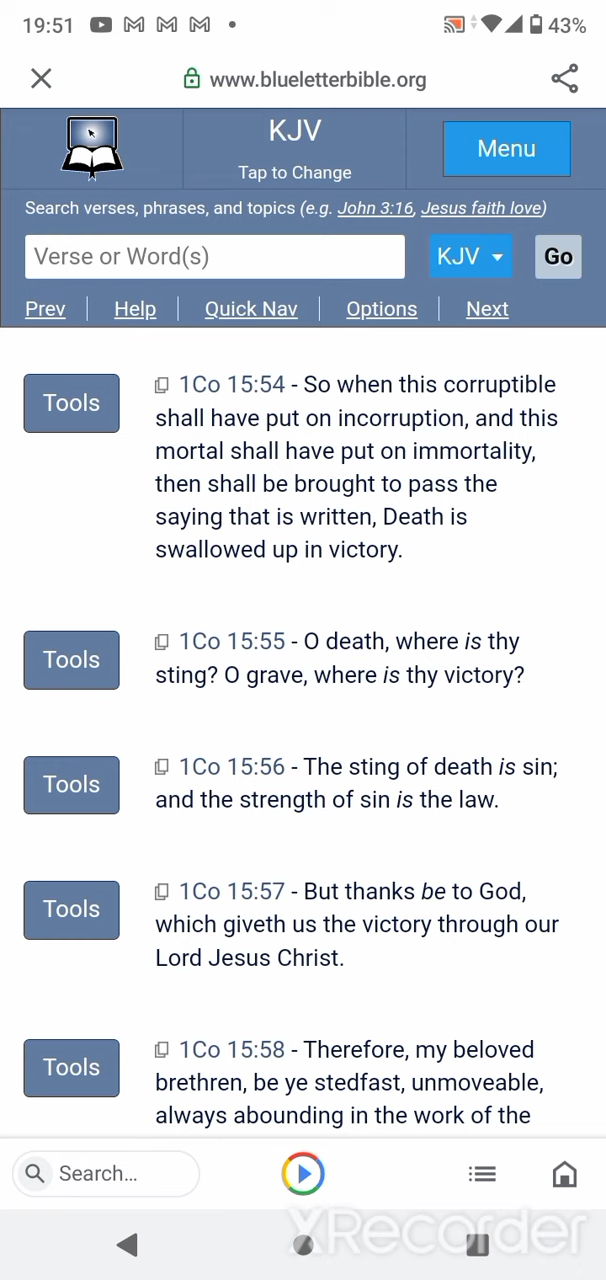 19:51 43%
www.blueletterbible.org
KJV
Tap to Change
Menu
Search verses, phrases, and topics (e.g. John 3:16, Jesus faith love)
Verse or Word(s) KJV Go
Prev Help Quick Nav Options Next
Tools
1Co 15:54 - So when this corruptible
shall have put on incorruption, and this
mortal shall have put on immortality,
then shall be brought to pass the
saying that is written, Death is
swallowed up in victory.
Tools
1Co 15:55 - O death, where is thy
sting? O grave, where is thy victory?
Tools
1Co 15:56 - The sting of death is sin;
and the strength of sin is the law.
Tools
1Co 15:57 - But thanks be to God,
which giveth us the victory through our
Lord Jesus Christ.
Tools
1Co 15:58 - Therefore, my beloved
brethren, be ye stedfast, unmoveable,
always abounding in the work of the
Search...
XRecorder